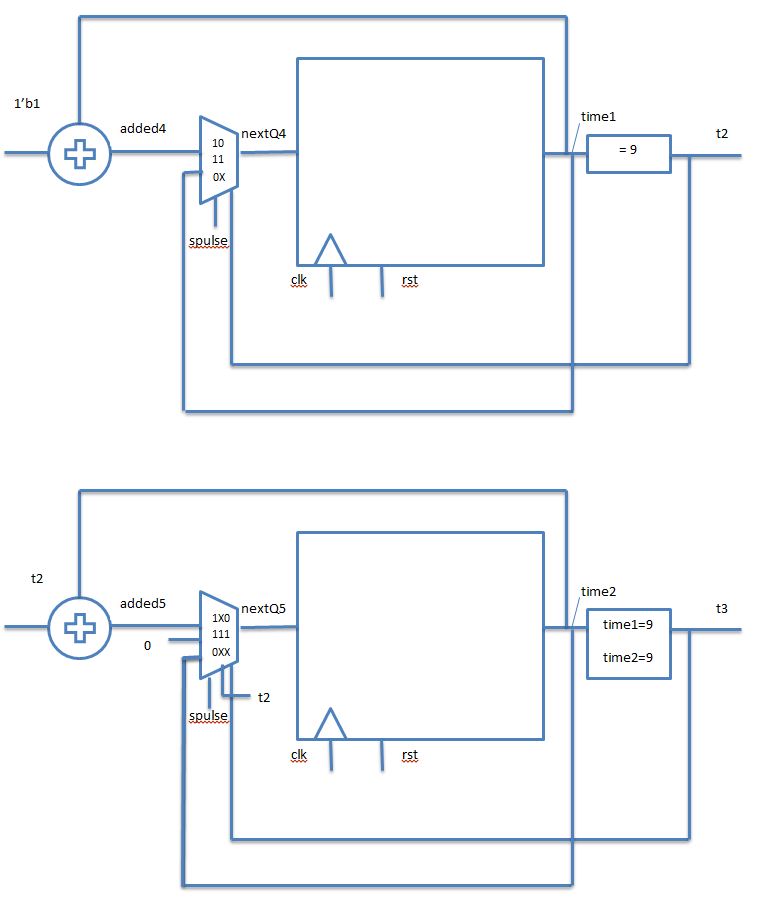 1'b1
added4
10
11
0X
nextQ4
time1
= 9
t2
spulse
clk
rst
t2
added5
0
1X0
111
0XX
nextQ5
time2
time1=9
time2=9
t3
t2
spulse
clk
rst